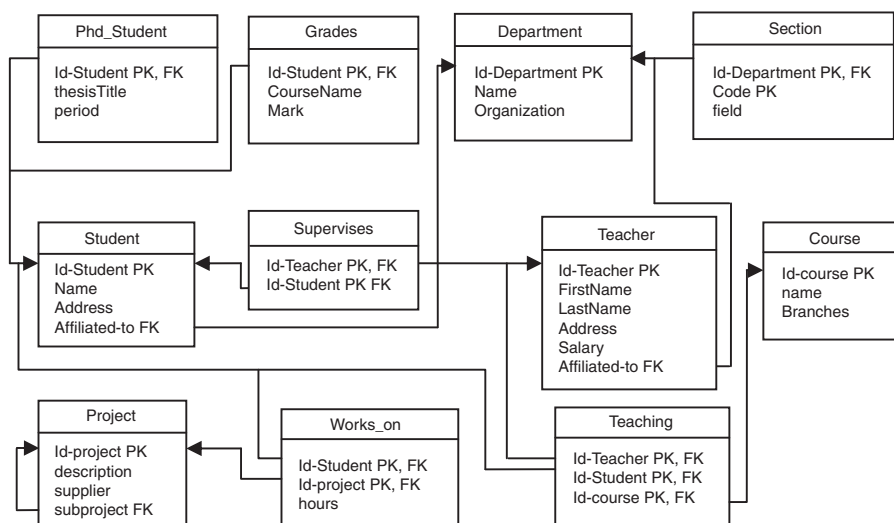 Phd_Student
Id-Student PK, FK
thesisTitle
period
Grades
Id-Student PK, FK
CourseName
Mark
Department
Id-Department PK
Name
Organization
Section
Id-Department PK, FK
Code PK
field
Student
Id-Student PK
Name
Address
Affiliated-to FK
Supervises
Id-Teacher PK, FK
Id-Student PK FK
Teacher
Id-Teacher PK
FirstName
LastName
Address
Salary
Affiliated-to FK
Course
Id-course PK
name
Branches
Project
Id-project PK
description
supplier
subproject FK
Works_on
Id-Student PK, FK
Id-project PK, FK
hours
Teaching
Id-Teacher PK, FK
Id-Student PK, FK
Id-course PK, FK